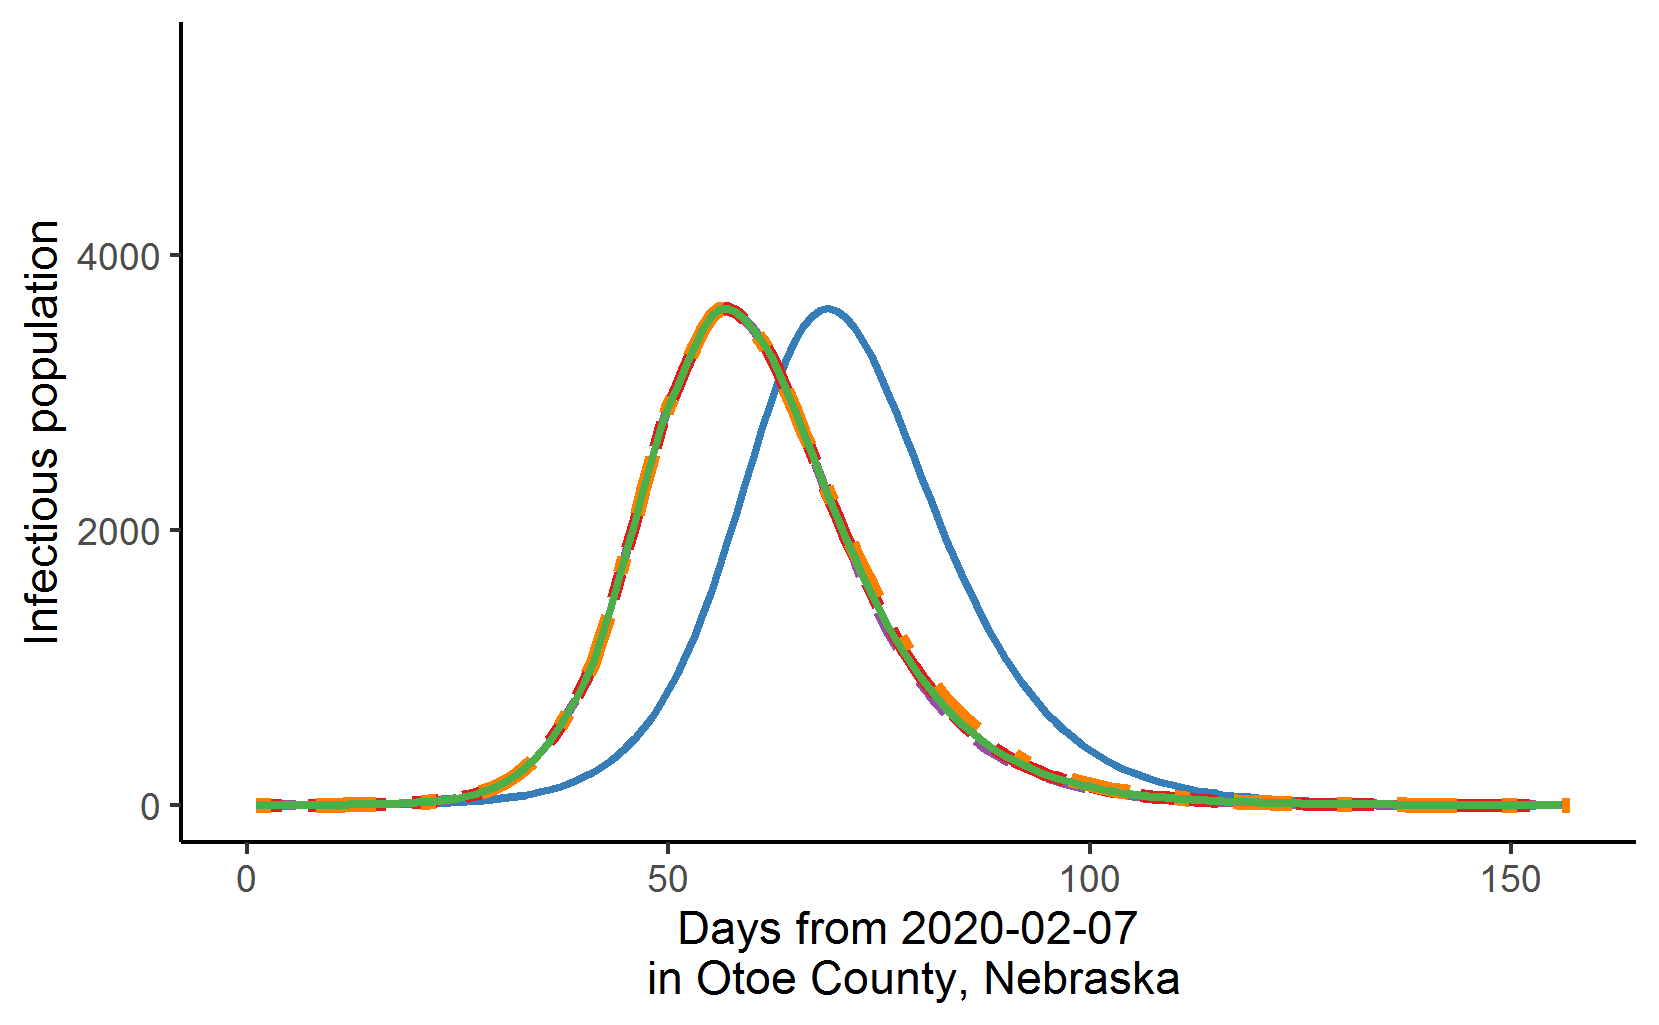 Infectious population
4000
2000
0
0 50 100 150
Days from 2020-02-07
in Otoe County, Nebraska